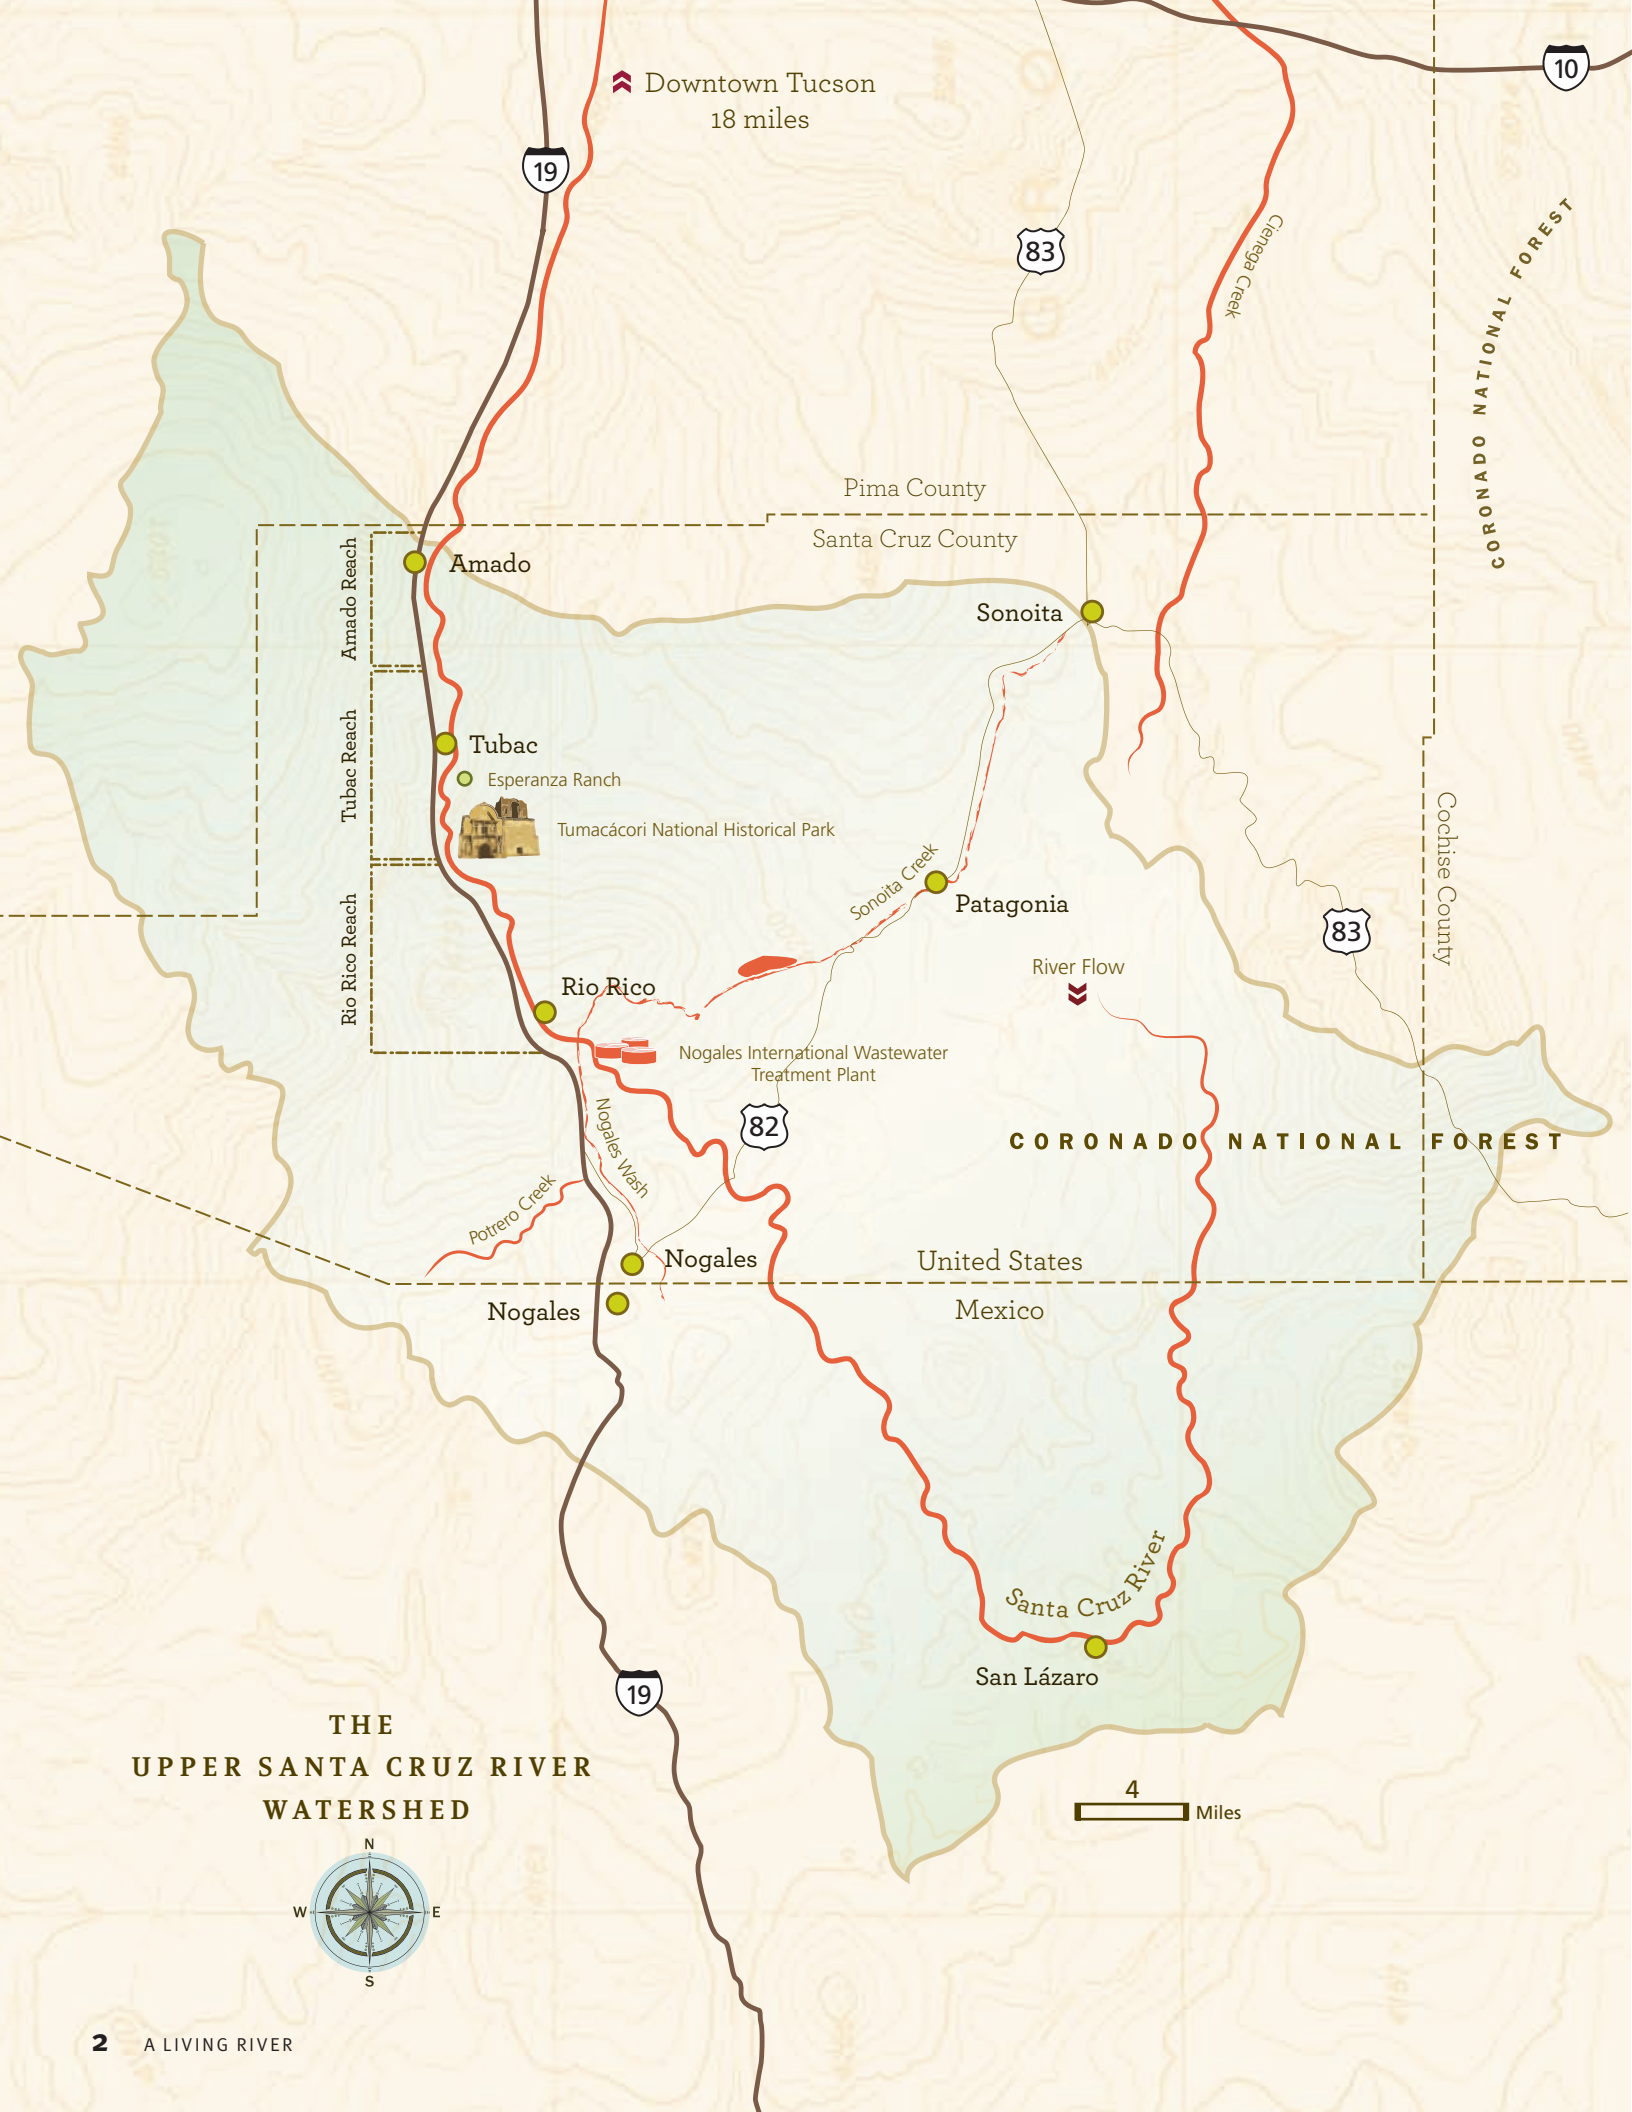 10
Downtown Tucson
18 miles
19
83
Cienega Creek
CORONADO NATIONAL FOREST
Pima County
Santa Cruz County
Amado Reach
Amado
Sonoita
Tubac Reach
Tubac
Esperanza Ranch
Tumacácori National Historical Park
Cochise County
Sonoita Creek
Patagonia
83
Rio Rico Reach
Rio Rico
River Flow
Nogales International Wastewater
Treatment Plant
82
Nogales Wash
CORONADO NATIONAL FOREST
Potrero Creek
Nogales
United States
Nogales
Mexico
Santa Cruz River
San Lázaro
19
THE
UPPER SANTA CRUZ RIVER
WATERSHED
4
Miles
N
W
E
S
2 A LIVING RIVER